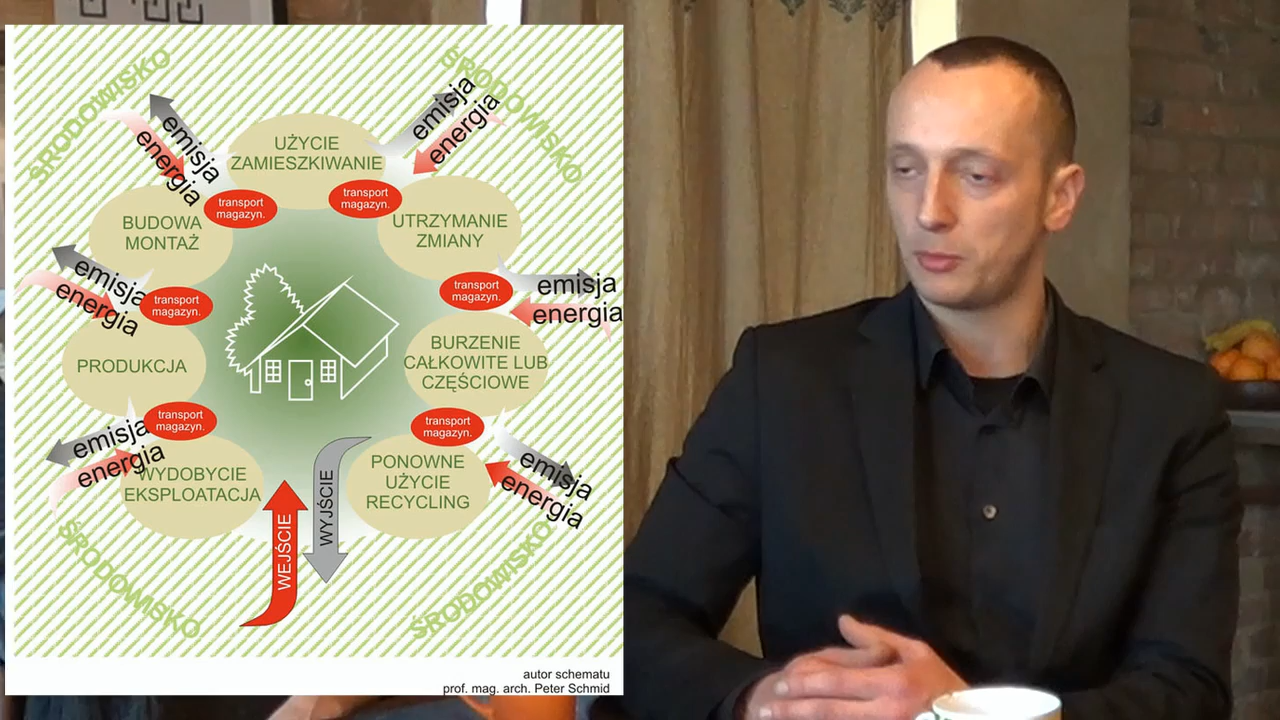 ŚRODOWISKO
ŚRODOWISKO
emisja
energia
emisja
energia
UŻYCIE
ZAMIESZKIWANIE
transport
magazyn.
transport
magazyn.
BUDOWA
MONTAŻ
UTRZYMANIE
ZMIANY
emisja
energia
transport
magazyn.
transport
magazyn.
emisja
energia
PRODUKCJA
BURZENIE
CAŁKOWITE LUB
CZĘŚCIOWE
emisja
energia
transport
magazyn.
transport
magazyn.
emisja
energia
WYDOBYCIE
EKSPLOATACJA
PONOWNE
UŻYCIE
RECYCLING
WEJŚCIE
WYJŚCIE
ŚRODOWISKO
ŚRODOWISKO
autor schematu
prof. mag. arch. Peter Schmid